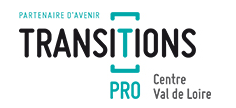 PARTENAIRE D'AVENIR
TRANSITIONS
PRO
Centre
Val de Loire